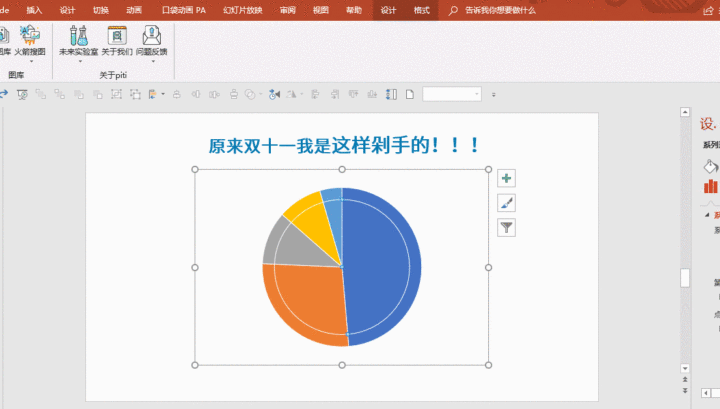 de 插入 设计 切换 动画 口袋动画 PA 幻灯片放映 审阅 视图 帮助 设计 格式 告诉我你想要做什么
图库 火箭搜图 未来实验室 关于我们 问题反馈
图库 关于piti
原来双十一我是这样剁手的！！！
设.
系列